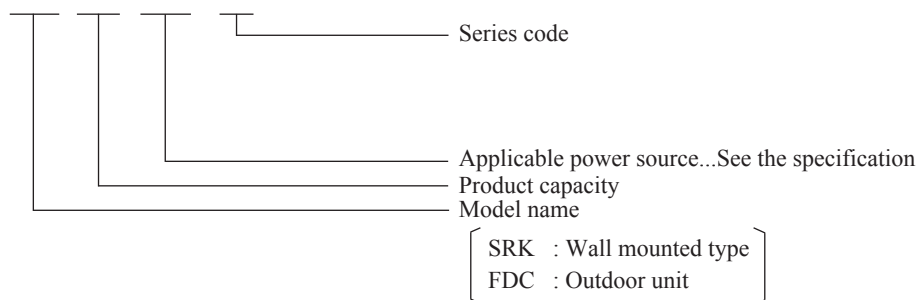 Series code
Applicable power source...See the specification
Product capacity
Model name
SRK : Wall mounted type
FDC : Outdoor unit